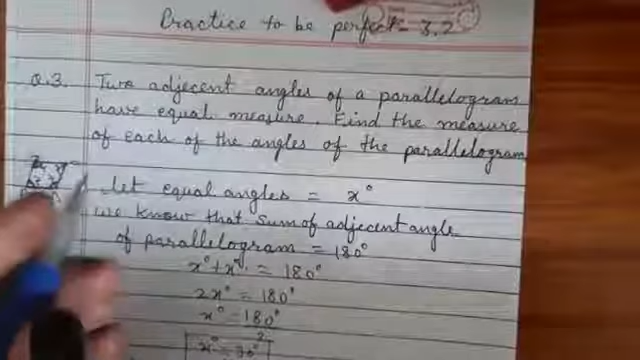 Practice to be perfect - 3.2
Q.3. Two adjecent angles of a parallelogram
have equal measure. Find the measure
of each of the angles of the parallelogram
Let equal angles = x°
We know that sum of adjecent angle
of parallelogram = 180°
x° + x° = 180°
2x° = 180°
x° = 180°
2
x° = 90°